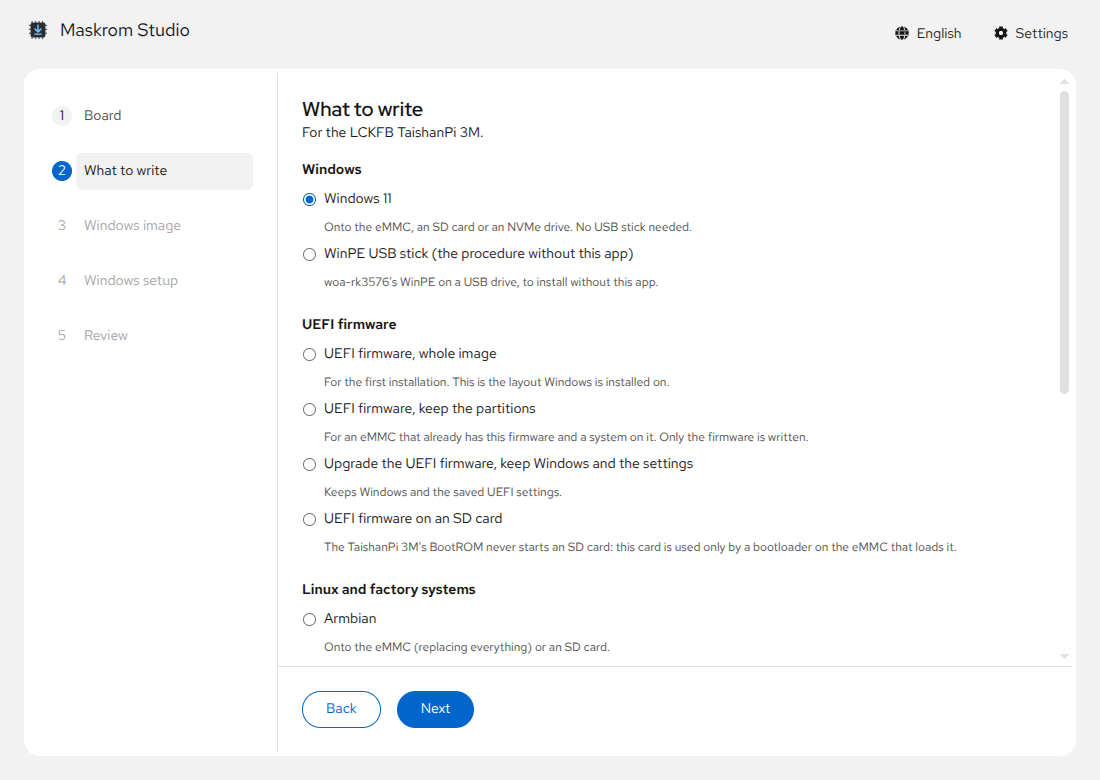 Maskrom Studio
English
Settings
1 Board
2 What to write
3 Windows image
4 Windows setup
5 Review
What to write
For the LCKFB TaishanPi 3M.
Windows
Windows 11
Onto the eMMC, an SD card or an NVMe drive. No USB stick needed.
WinPE USB stick (the procedure without this app)
woa-rk3576's WinPE on a USB drive, to install without this app.
UEFI firmware
UEFI firmware, whole image
For the first installation. This is the layout Windows is installed on.
UEFI firmware, keep the partitions
For an eMMC that already has this firmware and a system on it. Only the firmware is written.
Upgrade the UEFI firmware, keep Windows and the settings
Keeps Windows and the saved UEFI settings.
UEFI firmware on an SD card
The TaishanPi 3M's BootROM never starts an SD card: this card is used only by a bootloader on the eMMC that loads it.
Linux and factory systems
Armbian
Onto the eMMC (replacing everything) or an SD card.
Back
Next